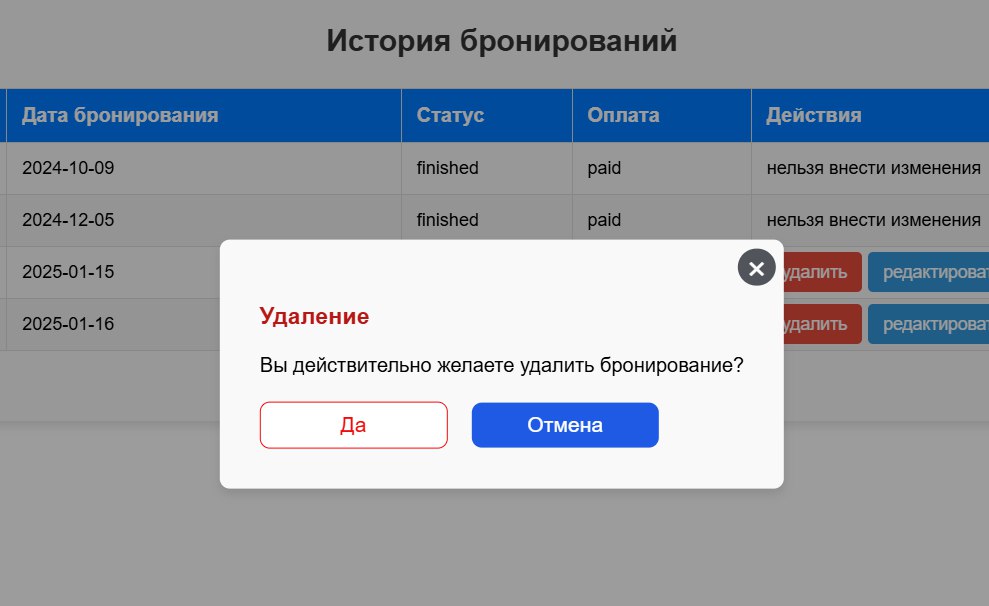 История бронирований
Дата бронирования Статус Оплата Действия
2024-10-09 finished paid нельзя внести изменения
2024-12-05 finished paid нельзя внести изменения
2025-01-15 удалить
2025-01-16 удалить
Удаление
Вы действительно желаете удалить бронирование?
Да Отмена